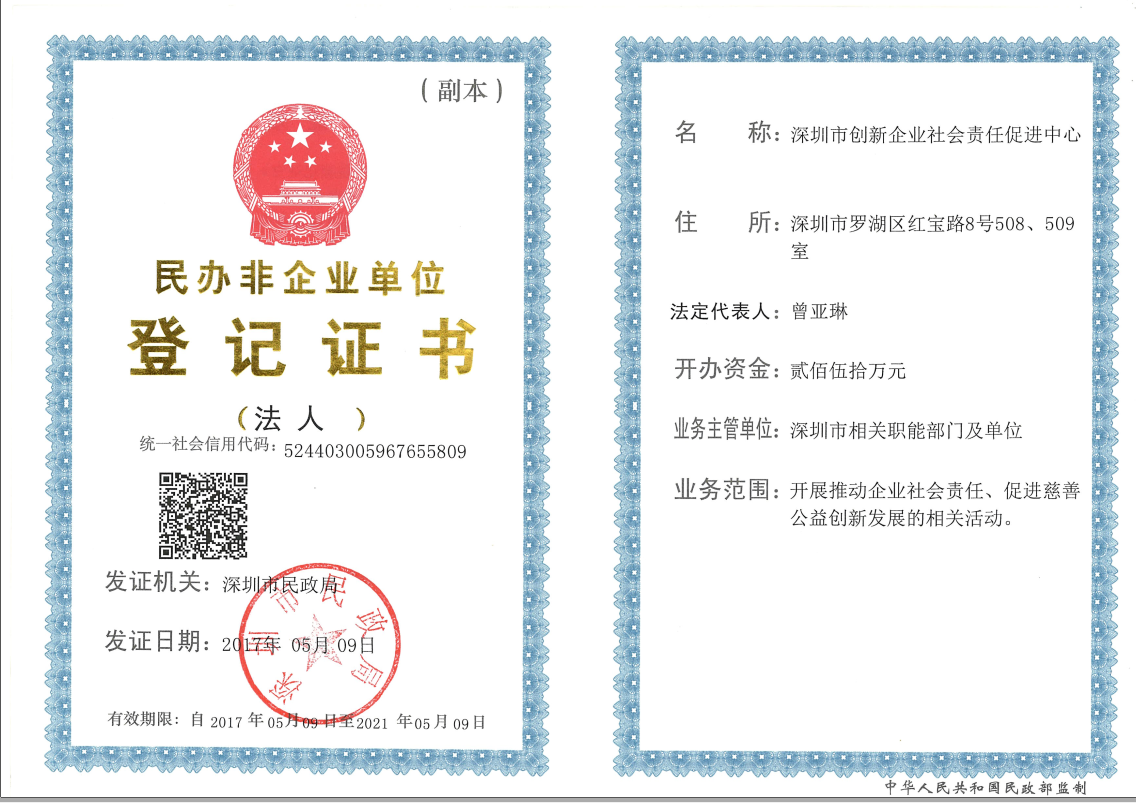 （副本）
民办非企业单位
登记证书
（法人）
统一社会信用代码：524403005967655809
发证机关：深圳市民政局
发证日期：2017年 05月 09日
深圳市民政局
有效期限：自 2017 年 05月 09 日至 2021 年 05 月 09 日
名 称：深圳市创新企业社会责任促进中心
住 所：深圳市罗湖区红宝路8号508、509
室
法定代表人：曾亚琳
开办资金：贰佰伍拾万元
业务主管单位：深圳市相关职能部门及单位
业务范围：开展推动企业社会责任、促进慈善
公益创新发展的相关活动。
中华人民共和国民政部监制